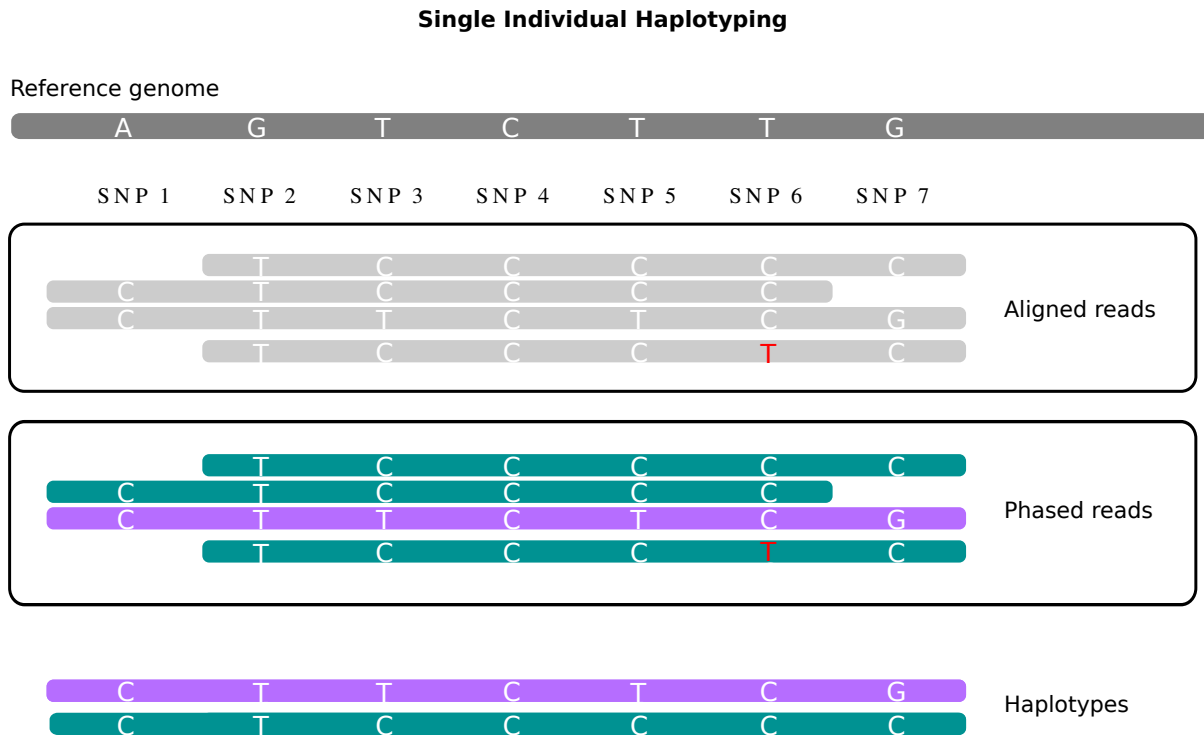 Single Individual Haplotyping
Reference genome
A G T C T T G
SNP 1 SNP 2 SNP 3 SNP 4 SNP 5 SNP 6 SNP 7
T C C C C C
C T C C C C
Aligned reads
C T T C T C G
T C C C T C
T C C C C C
C T C C C C
Phased reads
C T T C T C G
T C C C T C
C T T C T C G
Haplotypes
C T C C C C C